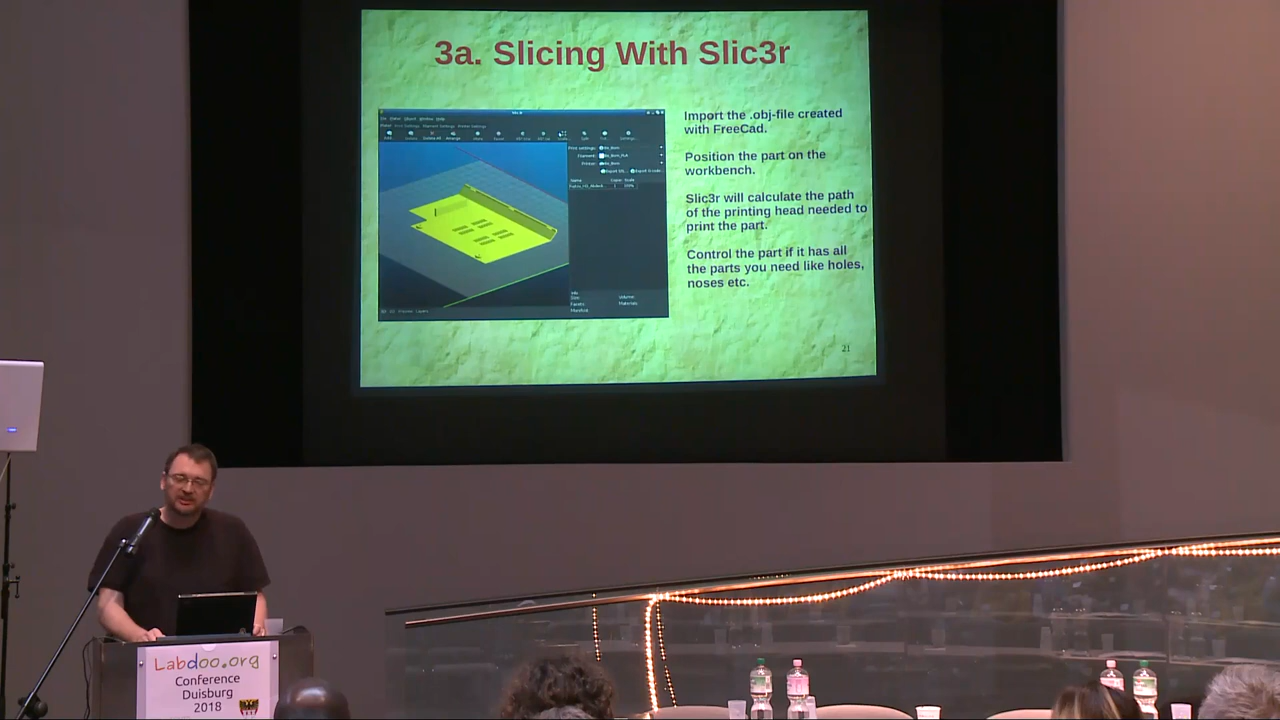 3a. Slicing With Slic3r
Import the .obj-file created
with FreeCad.
Position the part on the
workbench.
Slic3r will calculate the path
of the printing head needed to
print the part.
Control the part if it has all
the parts you need like holes,
noses etc.
21
Labdoo.org
Conference
Duisburg
2018